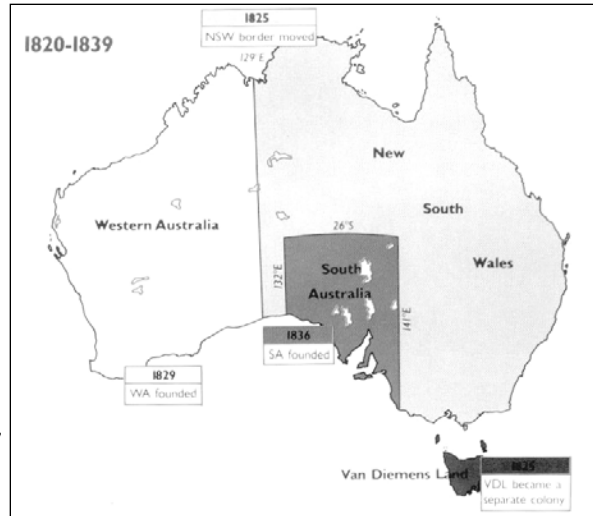 1820-1839
1825
NSW border moved
129°E
New
South
Wales
Western Australia
26°S
132°E
South
Australia
141°E
1836
SA founded
1829
WA founded
Van Diemens Land
1825
VDL became a
separate colony